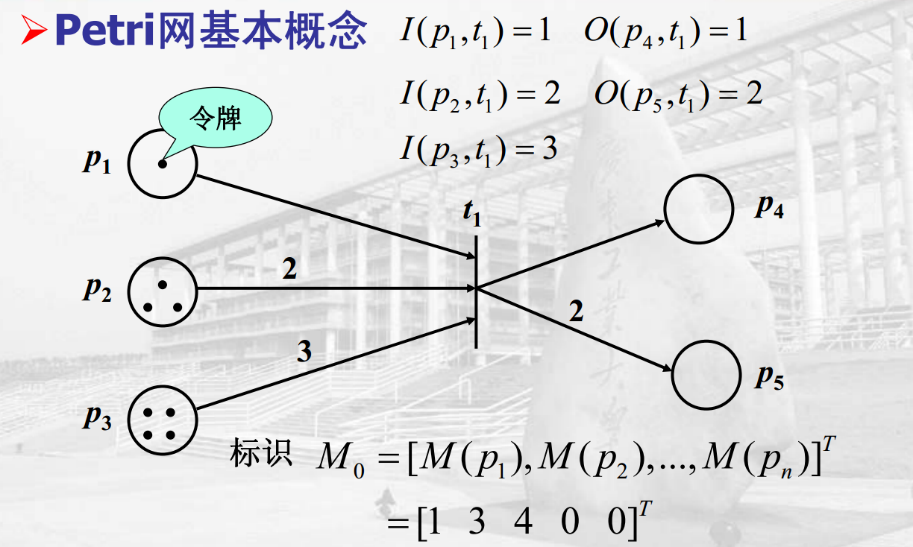 ➢Petri网基本概念
I(p₁,t₁)=1 O(p₄,t₁)=1
I(p₂,t₁)=2 O(p₅,t₁)=2
I(p₃,t₁)=3
令牌
p₁
t₁
p₄
p₂
2
2
3
p₅
p₃
标识 M₀ =[M(p₁),M(p₂),...,M(pₙ)]ᵀ
=[1 3 4 0 0]ᵀ